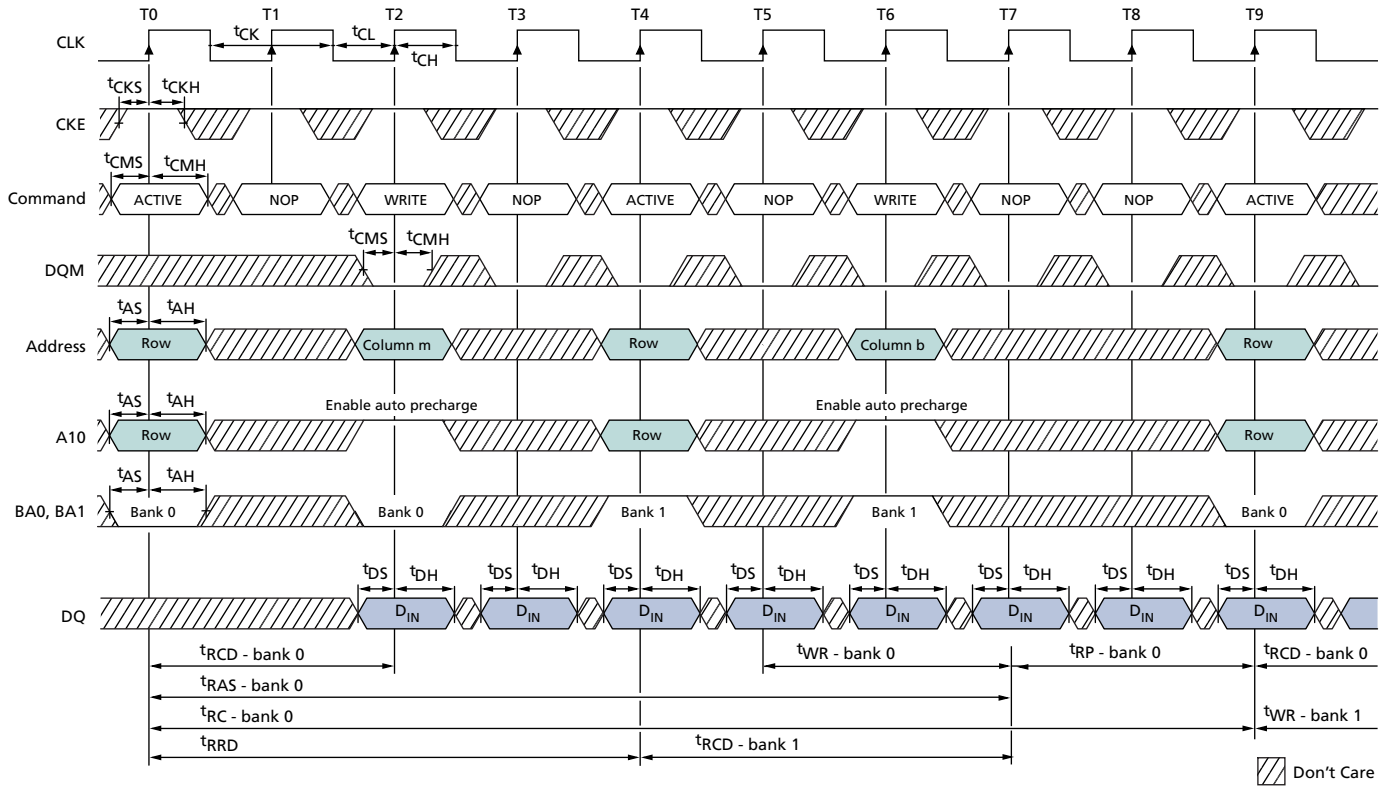 T0 T1 T2 T3 T4 T5 T6 T7 T8 T9
CLK
tCK tCL
tCH
tCKS tCKH
CKE
tCMS tCMH
Command ACTIVE NOP WRITE NOP ACTIVE NOP WRITE NOP NOP ACTIVE
tCMS tCMH
DQM
tAS tAH
Address Row Column m Row Column b Row
tAS tAH Enable auto precharge Enable auto precharge
A10 Row Row Row
tAS tAH
BA0, BA1 Bank 0 Bank 0 Bank 1 Bank 1 Bank 0
tDS tDH tDS tDH tDS tDH tDS tDH tDS tDH tDS tDH tDS tDH tDS tDH
DQ DIN DIN DIN DIN DIN DIN DIN DIN
tRCD - bank 0 tWR - bank 0 tRP - bank 0 tRCD - bank 0
tRAS - bank 0
tRC - bank 0 tWR - bank 1
tRRD tRCD - bank 1
Don't Care